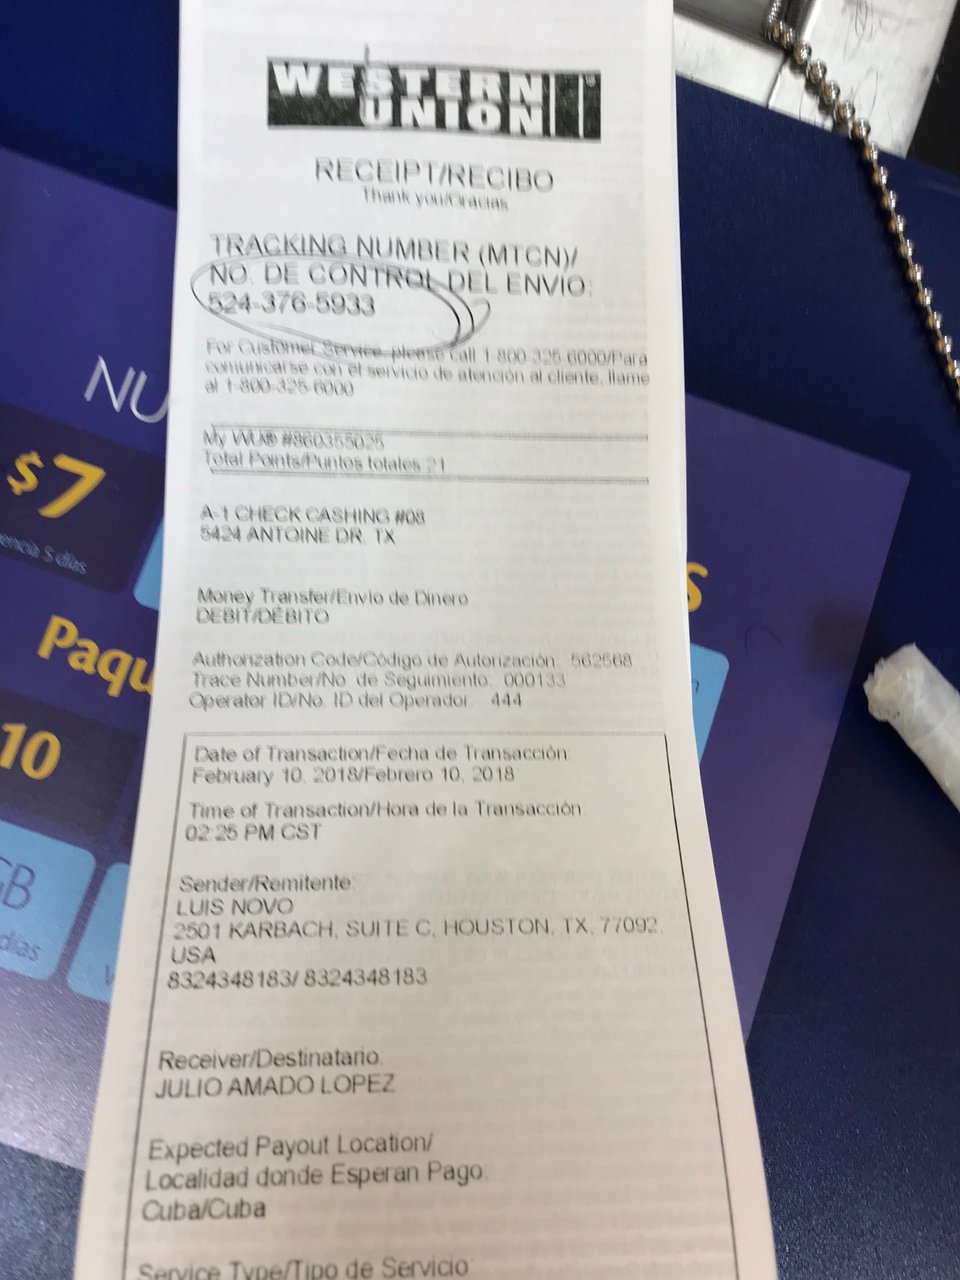 WESTERN
UNION
RECEIPT/RECIBO
Thank you/Gracias
TRACKING NUMBER (MTCN)/
NO. DE CONTROL DEL ENVIO:
524-376-5933
For Customer Service, please call 1-800-325-6000/Para
comunicarse con el servicio de atención al cliente, llame
al 1-800-325-6000
My WU® #860355025
Total Points/Puntos totales 21
A-1 CHECK CASHING #08
5424 ANTOINE DR, TX
Money Transfer/Envio de Dinero
DEBIT/DÉBITO
Authorization Code/Código de Autorización: 562568
Trace Number/No. de Seguimiento: 000133
Operator ID/No. ID del Operador: 444
Date of Transaction/Fecha de Transacción:
February 10, 2018/Febrero 10, 2018
Time of Transaction/Hora de la Transacción:
02:25 PM CST
Sender/Remitente:
LUIS NOVO
2501 KARBACH, SUITE C, HOUSTON, TX, 77092,
USA
8324348183/ 8324348183
Receiver/Destinatario:
JULIO AMADO LOPEZ
Expected Payout Location/
Localidad donde Esperan Pago:
Cuba/Cuba
Service Type/Tipo de Servicio:
NU
$7
5 días
Paqu
10
GB
días
S